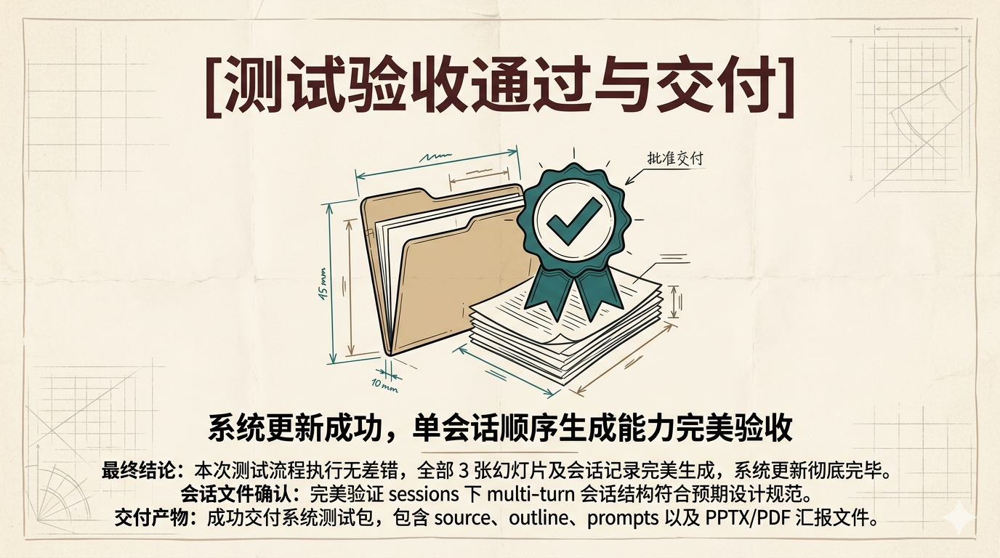 [测试验收通过与交付]
批准交付
15 mm
10 mm
系统更新成功，单会话顺序生成能力完美验收
最终结论：本次测试流程执行无差错，全部 3 张幻灯片及会话记录完美生成，系统更新彻底完毕。
会话文件确认：完美验证 sessions 下 multi-turn 会话结构符合预期设计规范。
交付产物：成功交付系统测试包，包含 source、outline、prompts 以及 PPTX/PDF 汇报文件。